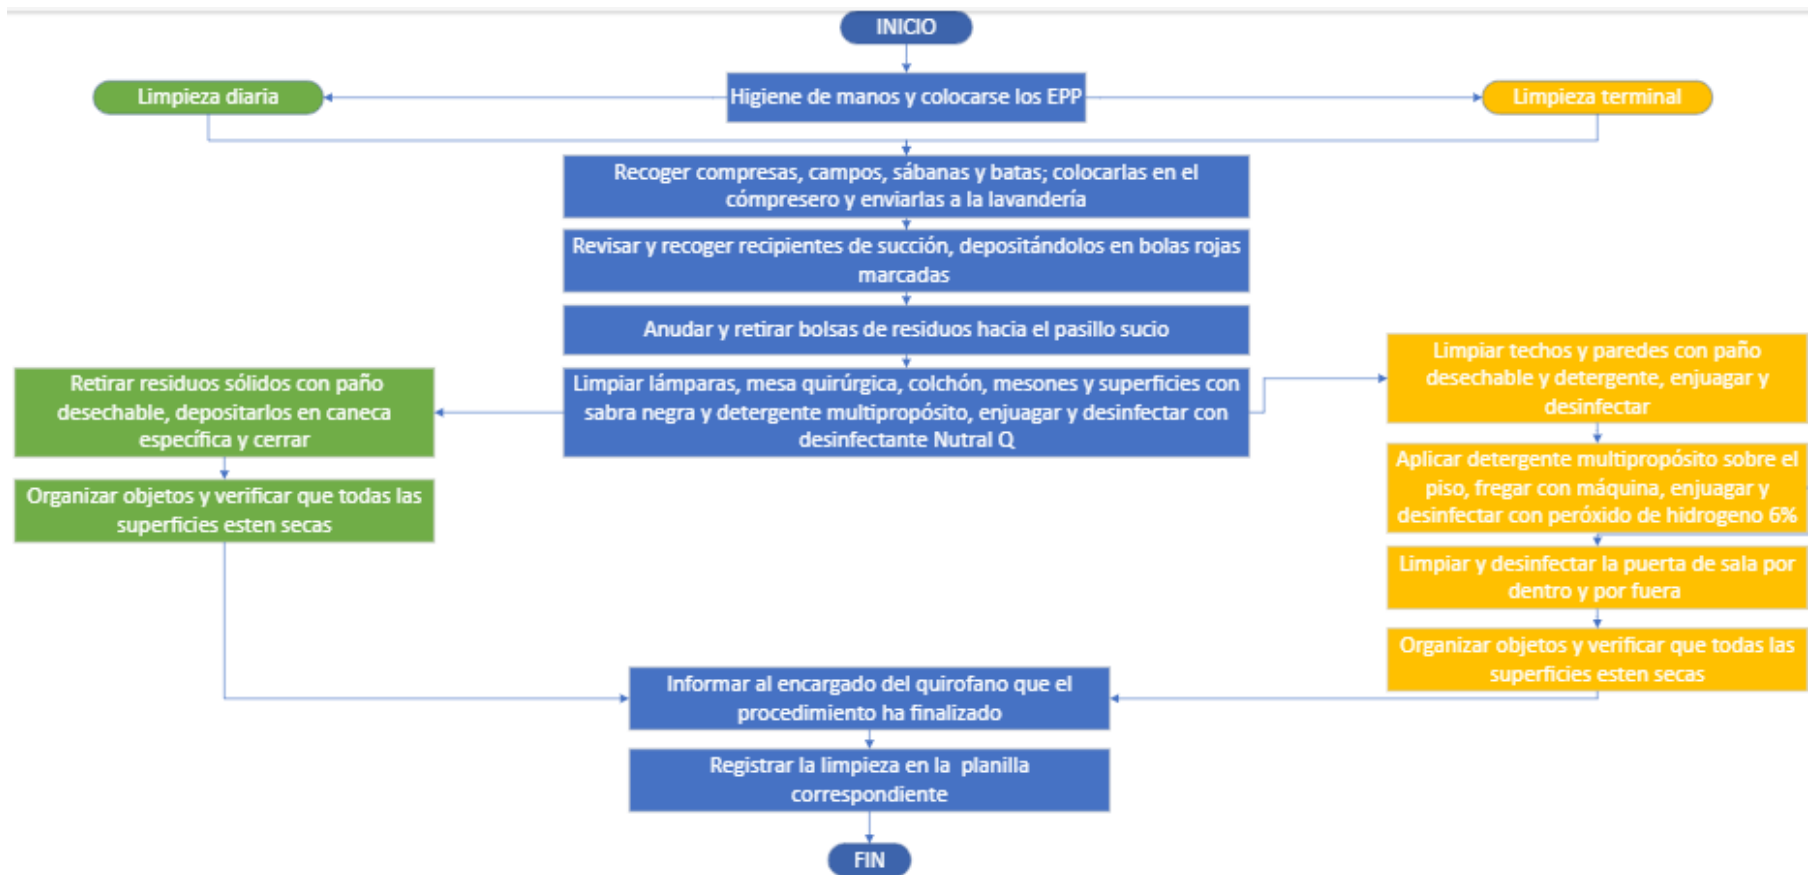 INICIO
Limpieza diaria
Higiene de manos y colocarse los EPP
Limpieza terminal
Recoger compresas, campos, sábanas y batas; colocarlas en el
cómpresero y enviarlas a la lavandería
Revisar y recoger recipientes de succión, depositándolos en bolas rojas
marcadas
Anudar y retirar bolsas de residuos hacia el pasillo sucio
Limpiar lámparas, mesa quirúrgica, colchón, mesones y superficies con
sabra negra y detergente multipropósito, enjuagar y desinfectar con
desinfectante Nutral Q
Retirar residuos sólidos con paño
desechable, depositarlos en caneca
específica y cerrar
Organizar objetos y verificar que todas las
superficies esten secas
Limpiar techos y paredes con paño
desechable y detergente, enjuagar y
desinfectar
Aplicar detergente multipropósito sobre el
piso, fregar con máquina, enjuagar y
desinfectar con peróxido de hidrogeno 6%
Limpiar y desinfectar la puerta de sala por
dentro y por fuera
Organizar objetos y verificar que todas las
superficies esten secas
Informar al encargado del quirofano que el
procedimiento ha finalizado
Registrar la limpieza en la planilla
correspondiente
FIN